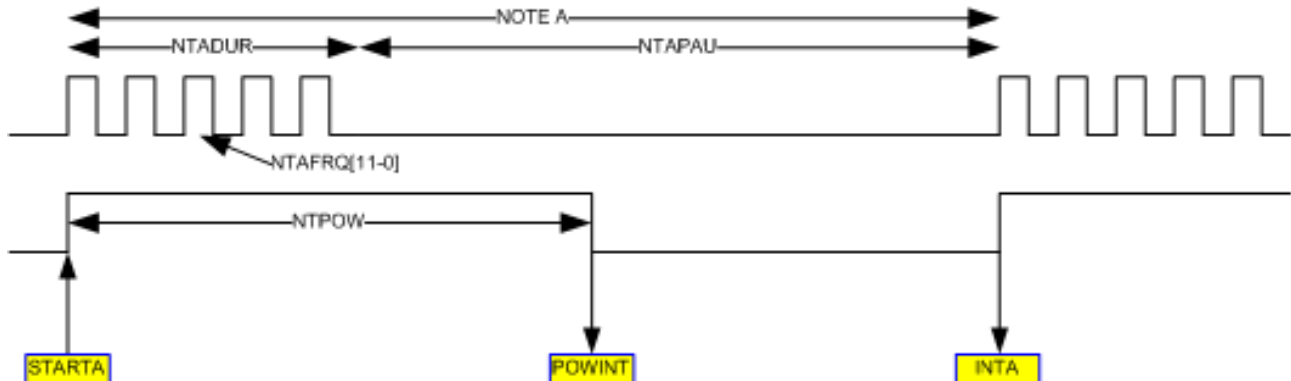 NOTE A
NTADUR
NTAPAU
NTAFRQ[11-0]
NTPOW
STARTA
POWINT
INTA